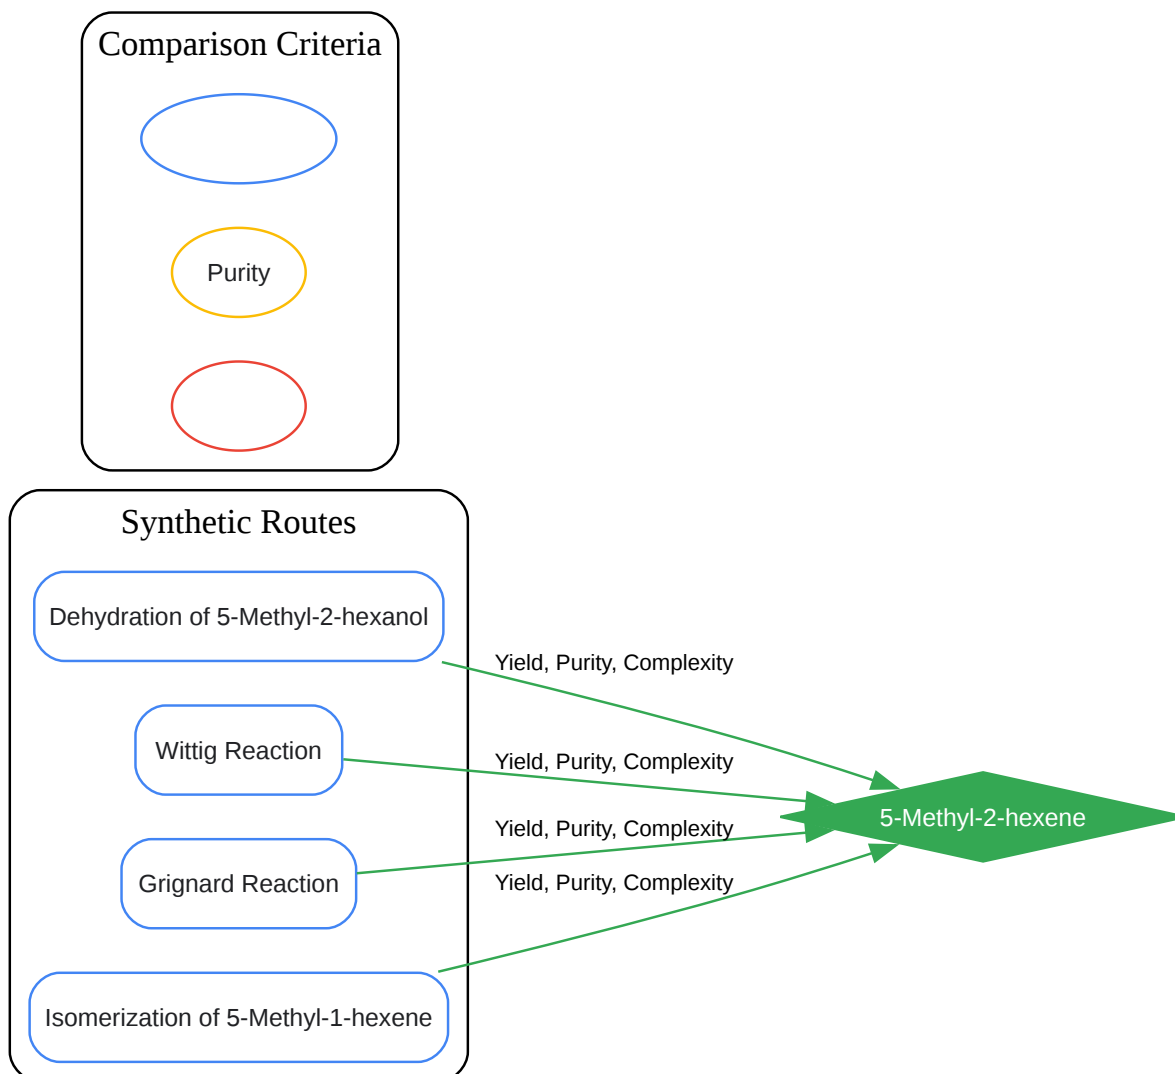 Comparison Criteria
Purity
Synthetic Routes
Dehydration of 5-Methyl-2-hexanol
Yield, Purity, Complexity
Wittig Reaction
Yield, Purity, Complexity
5-Methyl-2-hexene
Yield, Purity, Complexity
Grignard Reaction
Yield, Purity, Complexity
Isomerization of 5-Methyl-1-hexene